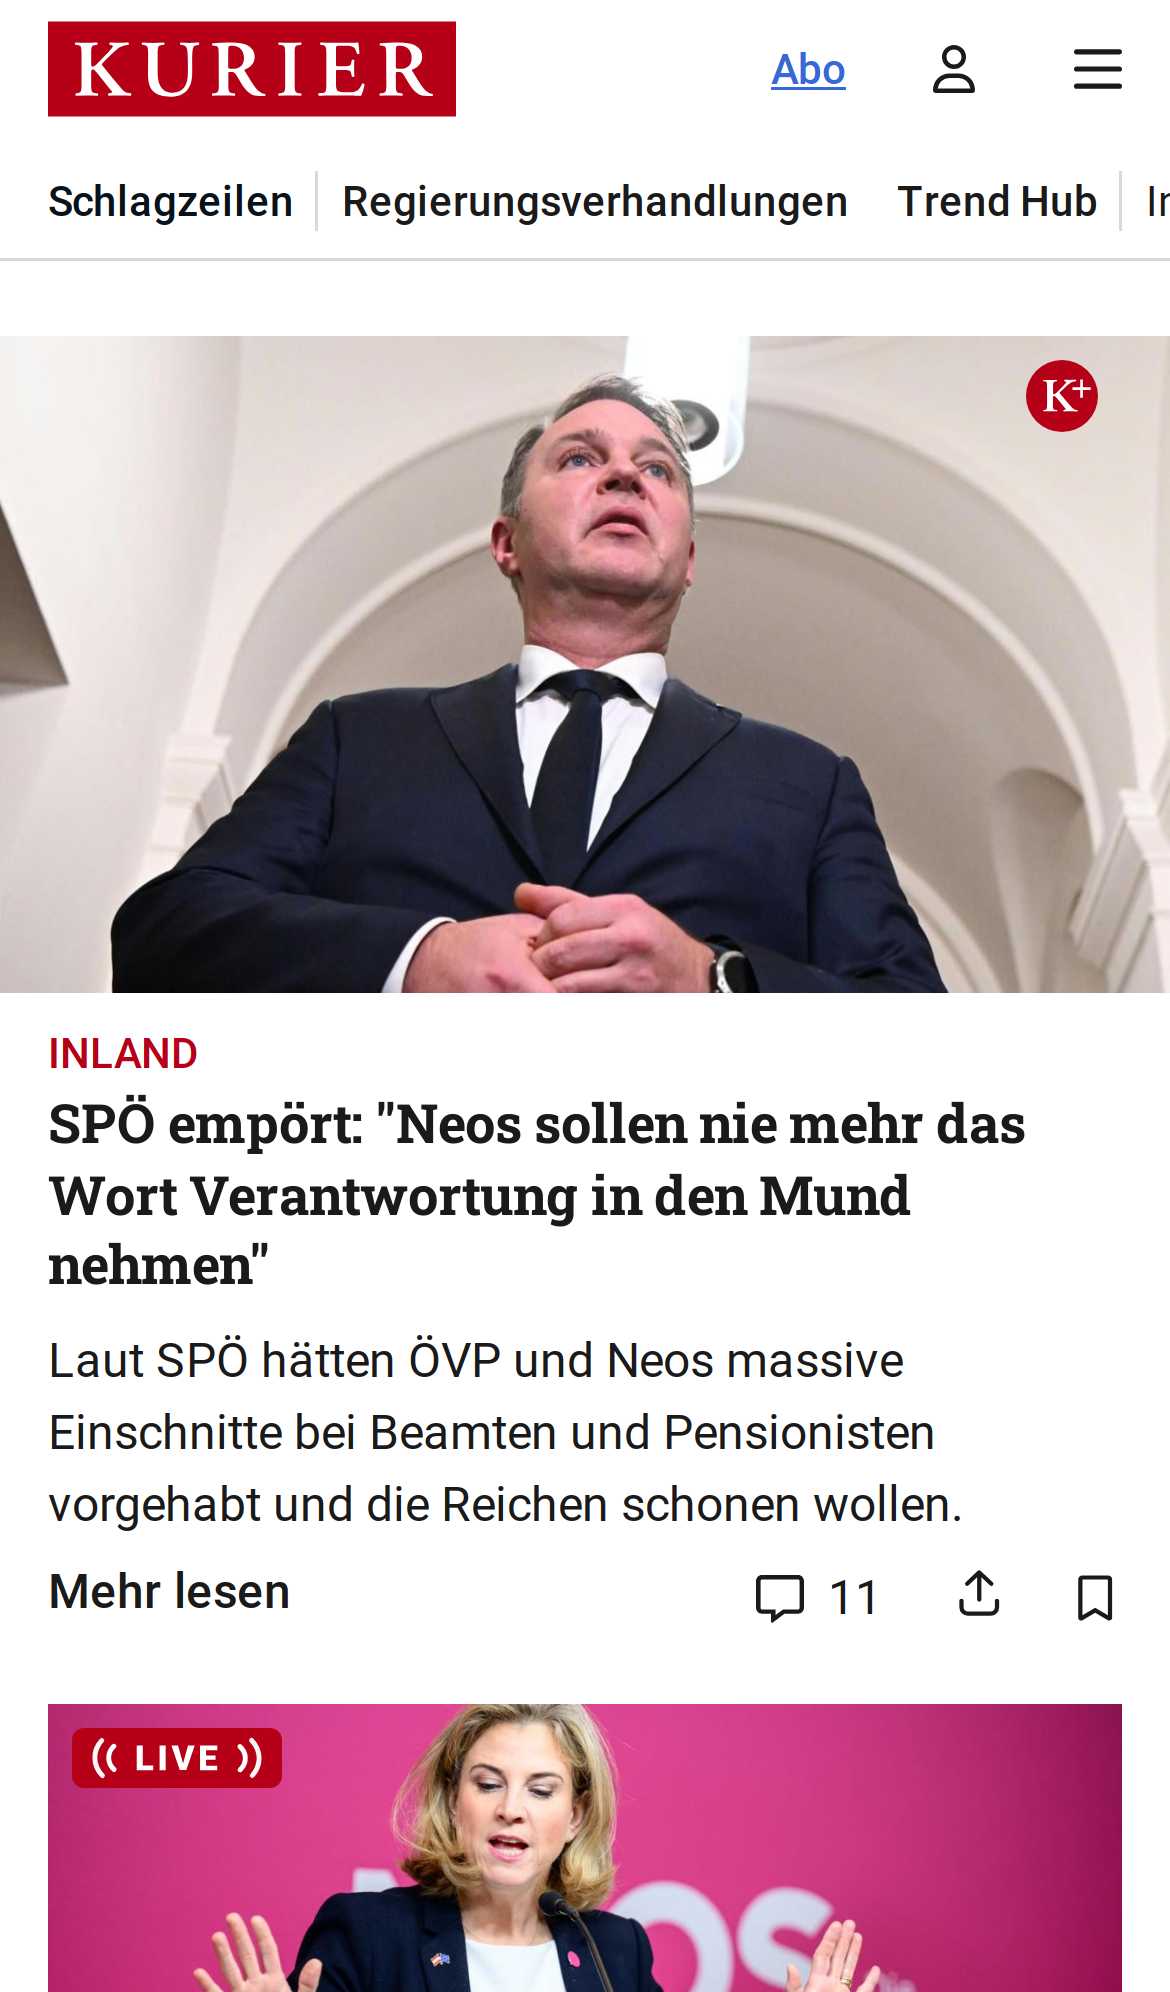 KURIER
Abo
Schlagzeilen
Regierungsverhandlungen
Trend Hub
K+
INLAND
SPÖ empört: "Neos sollen nie mehr das
Wort Verantwortung in den Mund
nehmen"
Laut SPÖ hätten ÖVP und Neos massive
Einschnitte bei Beamten und Pensionisten
vorgehabt und die Reichen schonen wollen.
Mehr lesen
11
LIVE